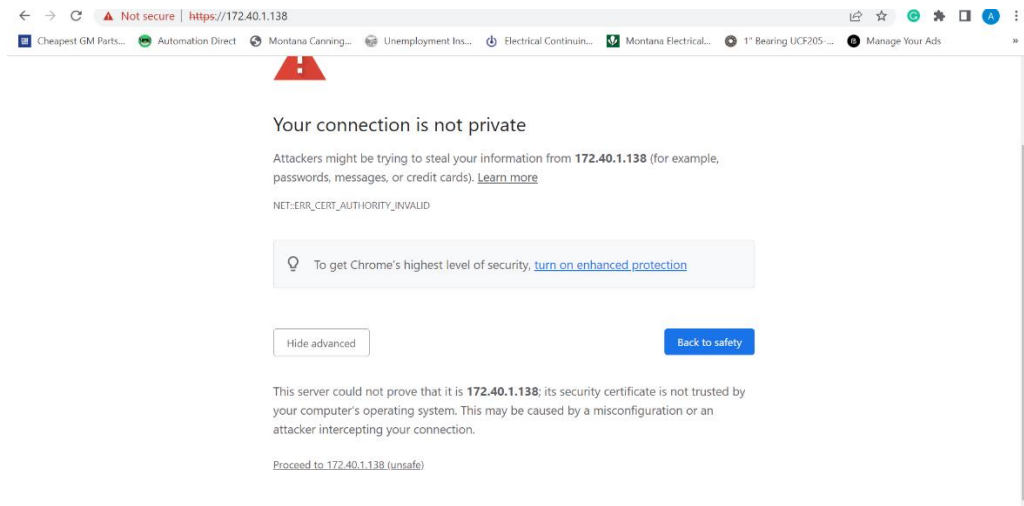 Not secure | https://172.40.1.138
A
Cheapest GM Parts... Automation Direct Montana Canning... Unemployment Ins... Electrical Continuin... Montana Electrical... 1" Bearing UCF205-... Manage Your Ads »
Your connection is not private
Attackers might be trying to steal your information from 172.40.1.138 (for example,
passwords, messages, or credit cards). Learn more
NET::ERR_CERT_AUTHORITY_INVALID
To get Chrome's highest level of security, turn on enhanced protection
Hide advanced
Back to safety
This server could not prove that it is 172.40.1.138; its security certificate is not trusted by
your computer's operating system. This may be caused by a misconfiguration or an
attacker intercepting your connection.
Proceed to 172.40.1.138 (unsafe)